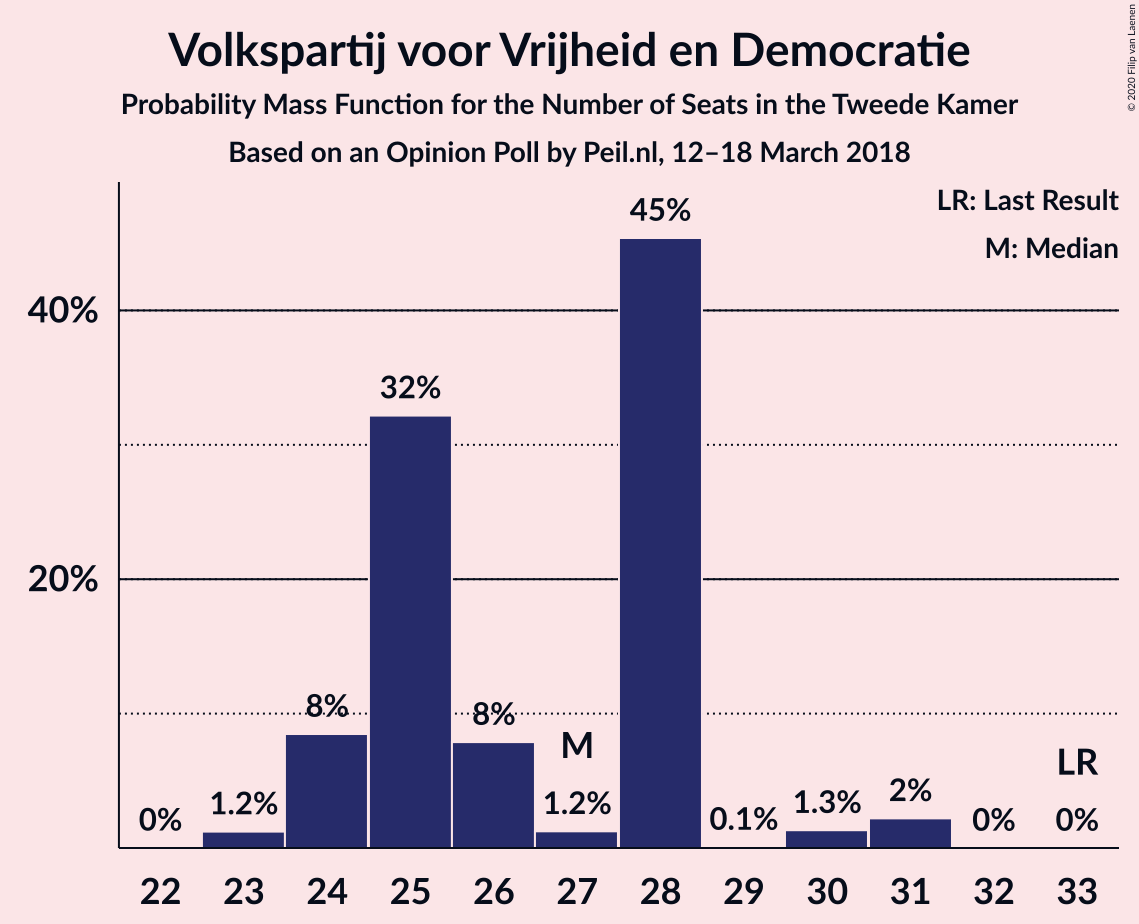 Volkspartij voor Vrijheid en Democratie
Probability Mass Function for the Number of Seats in the Tweede Kamer
Based on an Opinion Poll by Peil.nl, 12–18 March 2018
© 2020 Filip van Laenen
LR: Last Result
M: Median
40%
20%
0%
1.2%
8%
32%
8%
M
1.2%
45%
0.1%
1.3%
2%
0%
LR
0%
22 23 24 25 26 27 28 29 30 31 32 33